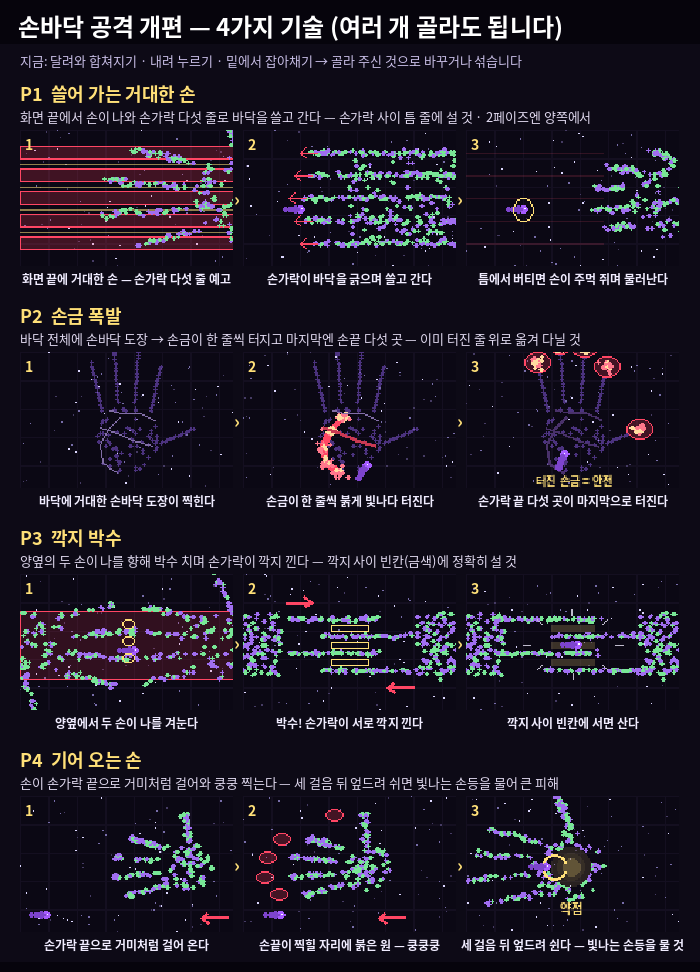 손바닥 공격 개편 — 4가지 기술 (여러 개 골라도 됩니다)
지금: 달려와 합쳐지기 · 내려 누르기 · 밑에서 잡아채기 → 골라 주신 것으로 바꾸거나 섞습니다
P1 쓸어 가는 거대한 손
화면 끝에서 손이 나와 손가락 다섯 줄로 바닥을 쓸고 간다 — 손가락 사이 틈 줄에 설 것 · 2페이즈엔 양쪽에서
1
2
3
›
›
화면 끝에 거대한 손 — 손가락 다섯 줄 예고
손가락이 바닥을 긁으며 쓸고 간다
틈에서 버티면 손이 주먹 쥐며 물러난다
P2 손금 폭발
바닥 전체에 손바닥 도장 → 손금이 한 줄씩 터지고 마지막엔 손끝 다섯 곳 — 이미 터진 줄 위로 옮겨 다닐 것
1
2
3
›
›
터진 손금 = 안전
바닥에 거대한 손바닥 도장이 찍힌다
손금이 한 줄씩 붉게 빛나다 터진다
손가락 끝 다섯 곳이 마지막으로 터진다
P3 깍지 박수
양옆의 두 손이 나를 향해 박수 치며 손가락이 깍지 낀다 — 깍지 사이 빈칸(금색)에 정확히 설 것
1
2
3
›
›
양옆에서 두 손이 나를 겨눈다
박수! 손가락이 서로 깍지 낀다
깍지 사이 빈칸에 서면 산다
P4 기어 오는 손
손이 손가락 끝으로 거미처럼 걸어와 쿵쿵 찍는다 — 세 걸음 뒤 엎드려 쉬면 빛나는 손등을 물어 큰 피해
1
2
3
›
›
약점
손가락 끝으로 거미처럼 걸어 온다
손끝이 찍힐 자리에 붉은 원 — 쿵쿵쿵
세 걸음 뒤 엎드려 쉰다 — 빛나는 손등을 물 것